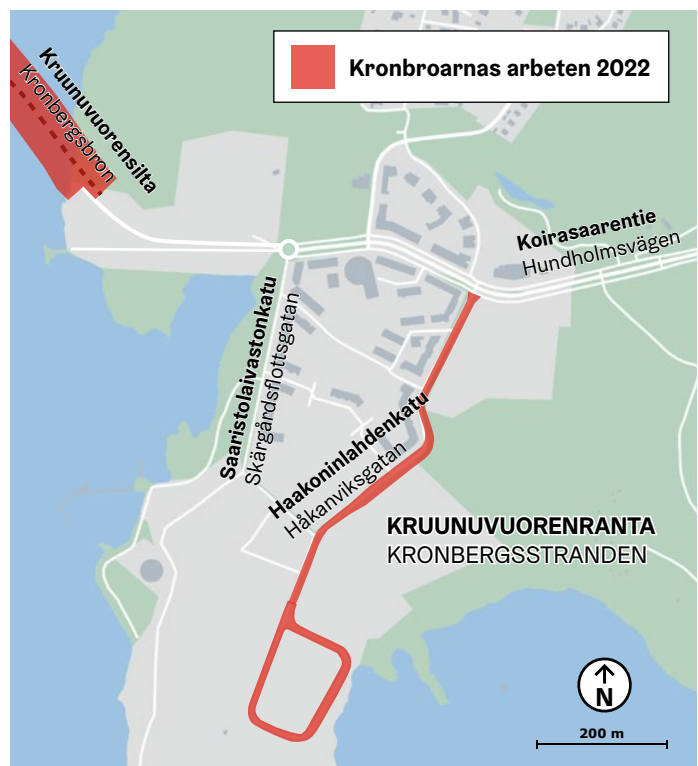 Kronbroarnas arbeten 2022
Kruunuvuorensilta
Kronbergsbron
Koirasaarentie
Hundholmsvägen
Saaristolaivastonkatu
Skärgårdsflottsgatan
Haakoninlahdenkatu
Håkanviksgatan
KRUUNUVUORENRANTA
KRONBERGSSTRANDEN
N
200 m